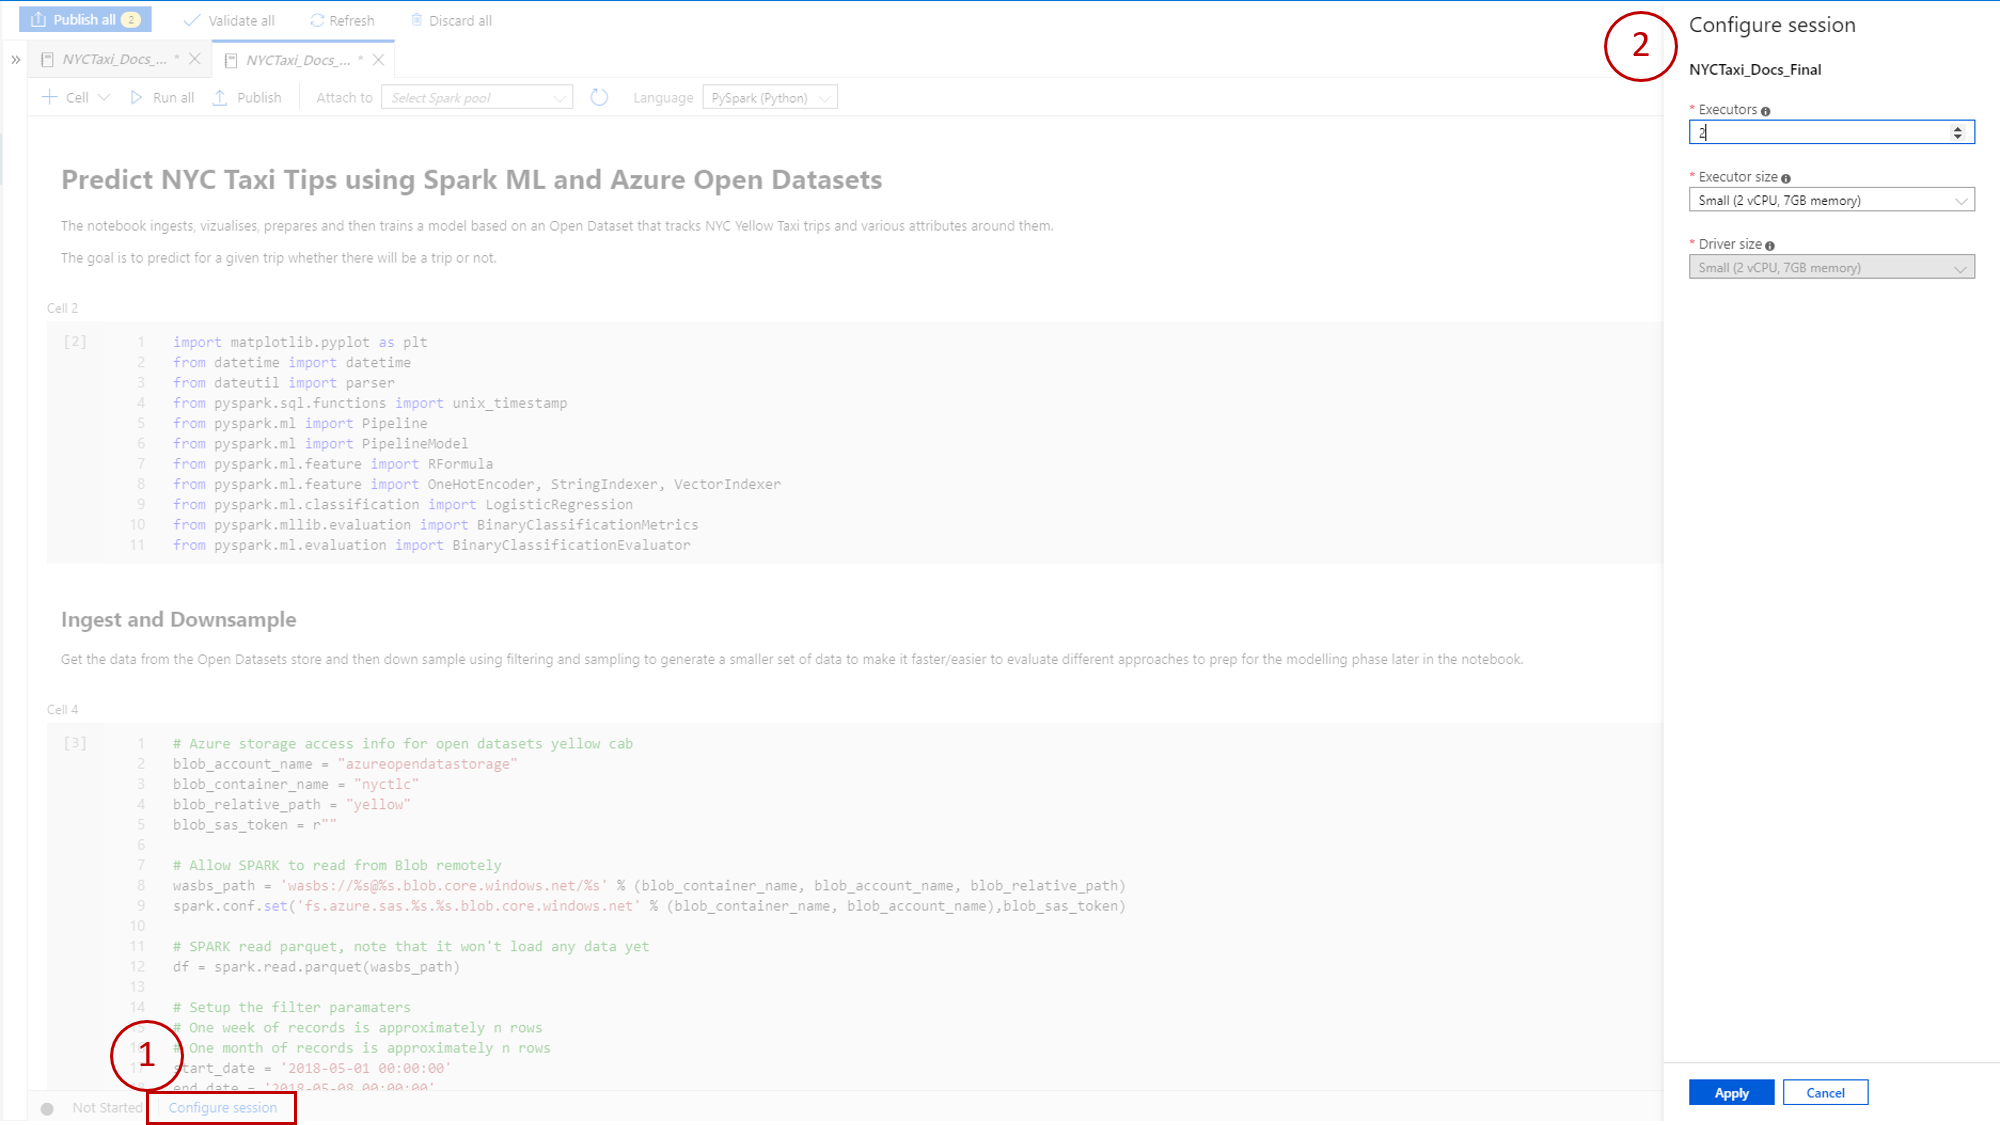 Publish all 2 Validate all Refresh Discard all
NYCTaxi_Docs_... * NYCTaxi_Docs_... *
Cell Run all Publish Attach to Select Spark pool Language PySpark (Python)
Predict NYC Taxi Tips using Spark ML and Azure Open Datasets
The notebook ingests, vizualises, prepares and then trains a model based on an Open Dataset that tracks NYC Yellow Taxi trips and various attributes around them.
The goal is to predict for a given trip whether there will be a trip or not.
Cell 2
[2]
1 import matplotlib.pyplot as plt
2 from datetime import datetime
3 from dateutil import parser
4 from pyspark.sql.functions import unix_timestamp
5 from pyspark.ml import Pipeline
6 from pyspark.ml import PipelineModel
7 from pyspark.ml.feature import RFormula
8 from pyspark.ml.feature import OneHotEncoder, StringIndexer, VectorIndexer
9 from pyspark.ml.classification import LogisticRegression
10 from pyspark.mllib.evaluation import BinaryClassificationMetrics
11 from pyspark.ml.evaluation import BinaryClassificationEvaluator
Ingest and Downsample
Get the data from the Open Datasets store and then down sample using filtering and sampling to generate a smaller set of data to make it faster/easier to evaluate different approaches to prep for the modelling phase later in the notebook.
Cell 4
[3]
1 # Azure storage access info for open datasets yellow cab
2 blob_account_name = "azureopendatastorage"
3 blob_container_name = "nyctlc"
4 blob_relative_path = "yellow"
5 blob_sas_token = r""
6
7 # Allow SPARK to read from Blob remotely
8 wasbs_path = 'wasbs://%s@%s.blob.core.windows.net/%s' % (blob_container_name, blob_account_name, blob_relative_path)
9 spark.conf.set('fs.azure.sas.%s.%s.blob.core.windows.net' % (blob_container_name, blob_account_name),blob_sas_token)
10
11 # SPARK read parquet, note that it won't load any data yet
12 df = spark.read.parquet(wasbs_path)
13
14 # Setup the filter paramaters
15 # One week of records is approximately n rows
16 # One month of records is approximately n rows
17 start_date = '2018-05-01 00:00:00'
18 end_date = '2018-05-08 00:00:00'
1
Not Started Configure session
2
Configure session
NYCTaxi_Docs_Final
* Executors
2
* Executor size
Small (2 vCPU, 7GB memory)
* Driver size
Small (2 vCPU, 7GB memory)
Apply Cancel